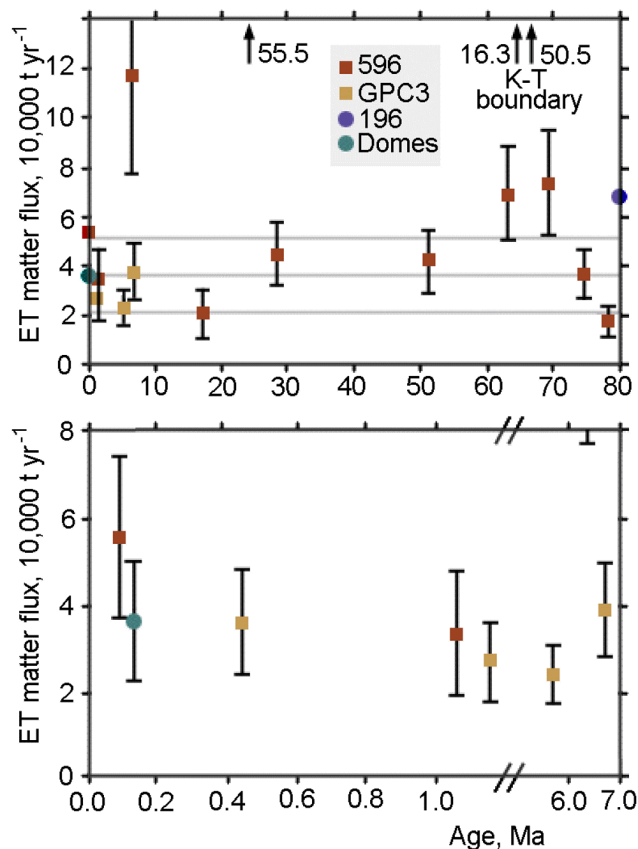 55.5
16.3
50.5
K-T
boundary
596
GPC3
196
Domes
ET matter flux, 10,000 t yr-1
12
10
8
6
4
2
0
0 10 20 30 40 50 60 70 80
ET matter flux, 10,000 t yr-1
8
6
4
2
0
0.0 0.2 0.4 0.6 0.8 1.0 6.0 7.0
Age, Ma